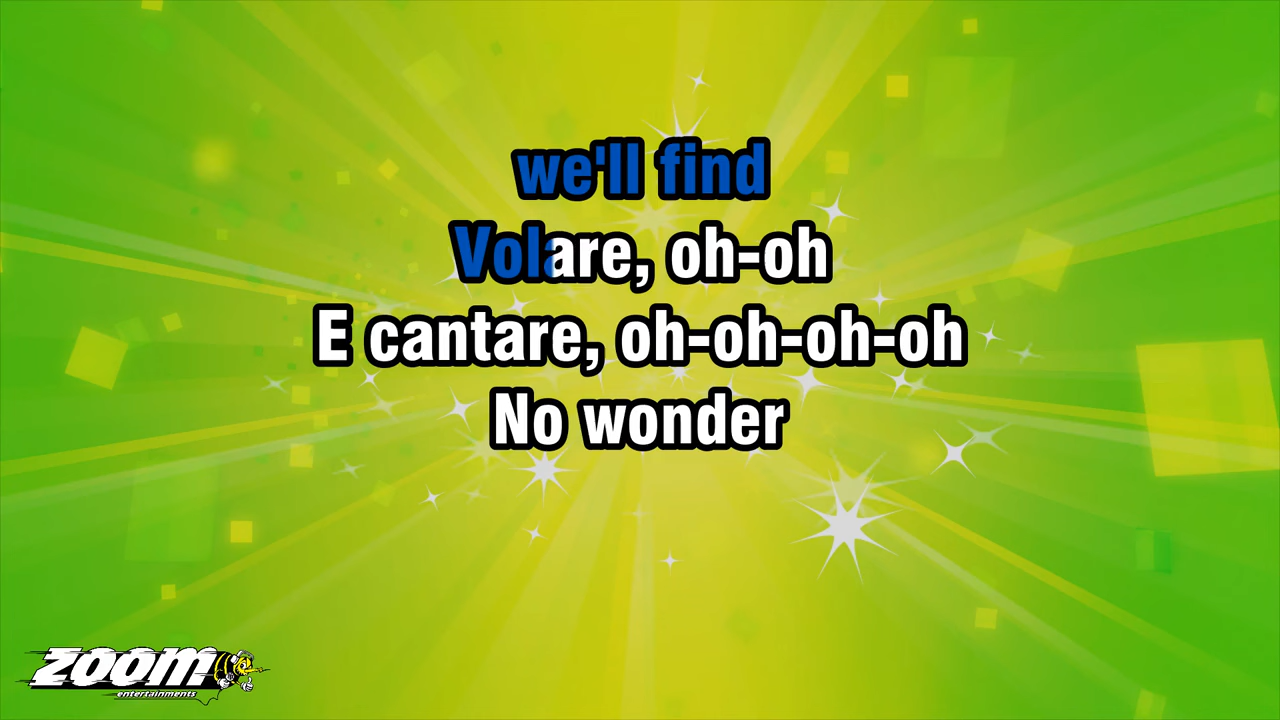 we'll find
Volare, oh-oh
E cantare, oh-oh-oh-oh
No wonder
ZOOM
entertainments